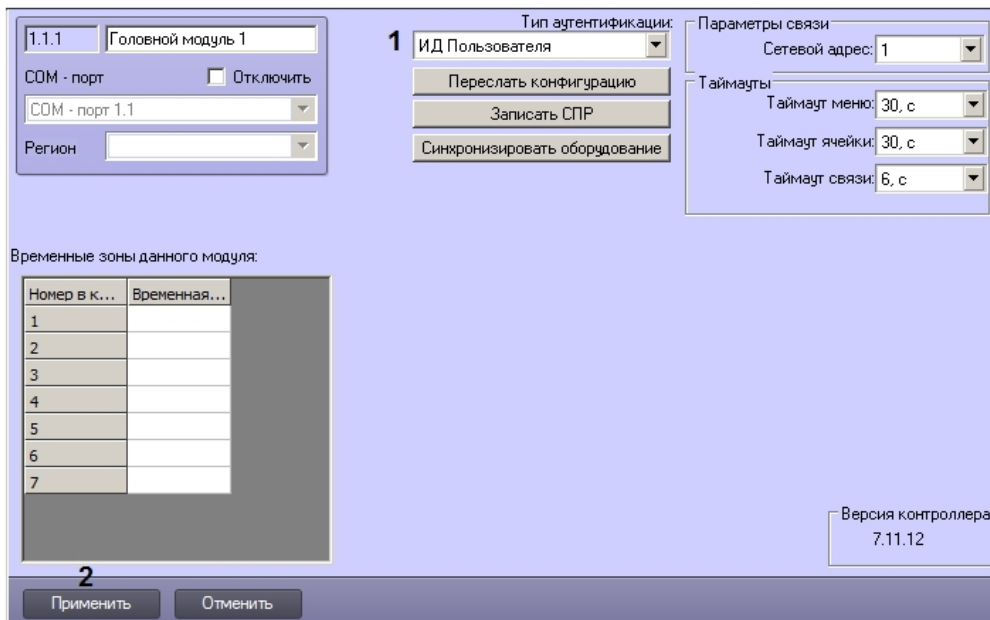 1.1.1 Головной модуль 1
COM - порт Отключить
COM - порт 1.1
Регион
1
Тип аутентификации:
ИД Пользователя
Переслать конфигурацию
Записать СПР
Синхронизировать оборудование
Параметры связи
Сетевой адрес: 1
Таймауты
Таймаут меню: 30, с
Таймаут ячейки: 30, с
Таймаут связи: 6, с
Временные зоны данного модуля:
Номер в к... Временная...
1
2
3
4
5
6
7
Версия контроллера
7.11.12
2
Применить Отменить